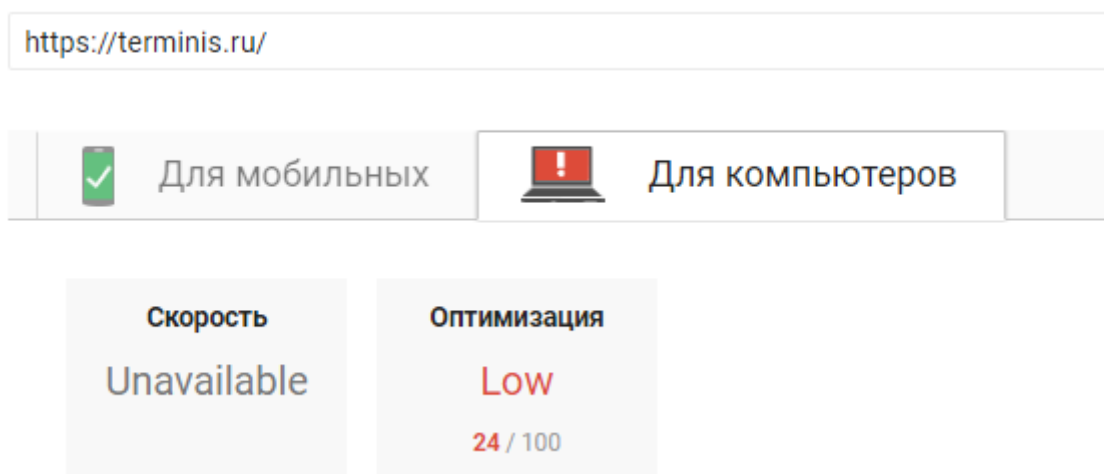 https://terminis.ru/
Для мобильных
Для компьютеров
Скорость
Оптимизация
Unavailable
Low
24 / 100